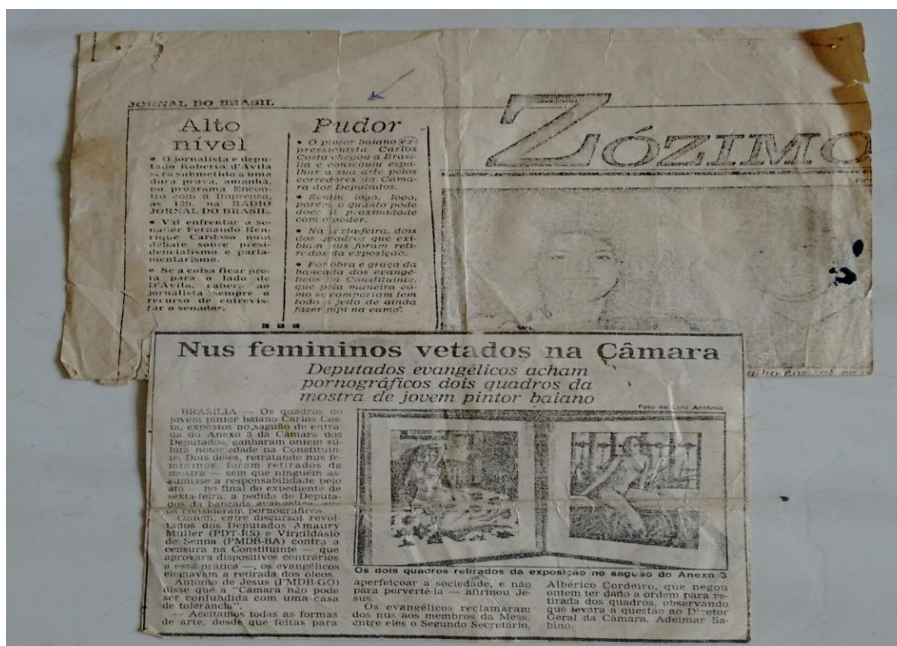 JORNAL DO BRASIL
Alto
nível
• O jornalista e depu-
tado Roberto d'Ávila
será submetido a uma
dura prova, amanhã,
no programa Encon-
tro com a Imprensa,
às 13h, na RÁDIO
JORNAL DO BRASIL.
• Vai enfrentar o se-
nador Fernando Hen-
rique Cardoso num
debate sobre presi-
dencialismo e parla-
mentarismo.
• Se a coisa ficar pre-
ta para o lado de
D'Ávila, caberá ao
jornalista sempre o
recurso de entrevis-
tar o senador.
Pudor
• O pintor baiano ex-
pressionista Carlos
Costa chegou a Brasí-
lia e conseguiu espa-
lhar a sua arte pelos
corredores da Câma-
ra dos Deputados.
• Sentiu logo, logo,
porém, o quanto pode
doer a proximidade
com o poder.
• Na sexta-feira, dois
dos quadros que exi-
biam nus foram reti-
rados da exposição.
• Por obra e graça da
bancada dos evangé-
licos na Constituinte,
que pela maneira co-
mo se comportam tem
todo o jeito de ainda
fazer pipi na cama.
ZÓZIMO
Nus femininos vetados na Câmara
Deputados evangélicos acham
pornográficos dois quadros da
mostra de jovem pintor baiano
Foto de Luiz Antônio
BRASÍLIA — Os quadros do
jovem pintor baiano Carlos Cos-
ta, expostos no saguão de entra-
da do Anexo 3 da Câmara dos
Deputados, ganharam ontem sú-
bita notoriedade na Constituin-
te. Dois deles, retratando nus fe-
mininos, foram retirados da
mostra — sem que ninguém as-
sumisse a responsabilidade pelo
ato — no final do expediente de
sexta-feira, a pedido de Deputa-
dos da bancada evangélica, que
os consideram pornográficos.
Ontem, entre discursos revol-
tados dos Deputados Amaury
Müller (PDT-RS) e Virgildásio
de Senna (PMDB-BA) contra a
censura na Constituinte — que
aprovara dispositivos contrários
a essa prática —, os evangélicos
elogiavam a retirada dos óleos.
Antônio de Jesus (PMDB-GO)
disse que a "Câmara não pode
ser confundida com uma casa
de tolerância".
— Aceitamos todas as formas
de arte, desde que feitas para
Os dois quadros retirados da exposição no saguão do Anexo 3
aperfeiçoar a sociedade, e não
para pervertê-la — afirmou Je-
sus.
Os evangélicos reclamaram
dos nus aos membros da Mesa,
entre eles o Segundo Secretário,
Albérico Cordeiro, que negou
ontem ter dado a ordem para re-
tirada dos quadros, observando
que levara a questão ao Diretor
Geral da Câmara, Adelmar Sa-
bino.